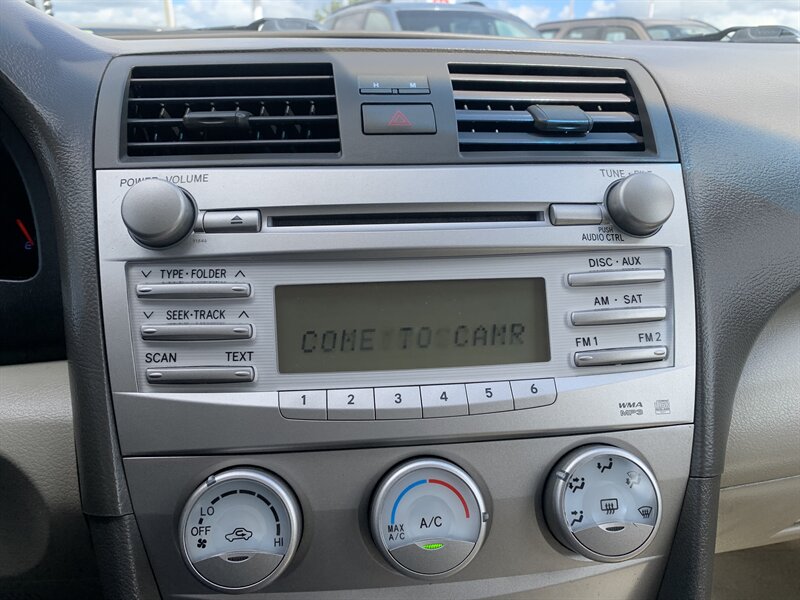 H M
POWER·VOLUME
TUNE·FILE
PUSH
AUDIO CTRL
TYPE·FOLDER
DISC·AUX
SEEK·TRACK
AM·SAT
SCAN TEXT
FM1 FM2
COME TO CAMR
1 2 3 4 5 6
WMA
MP3
LO
OFF
HI
MAX
A/C
A/C